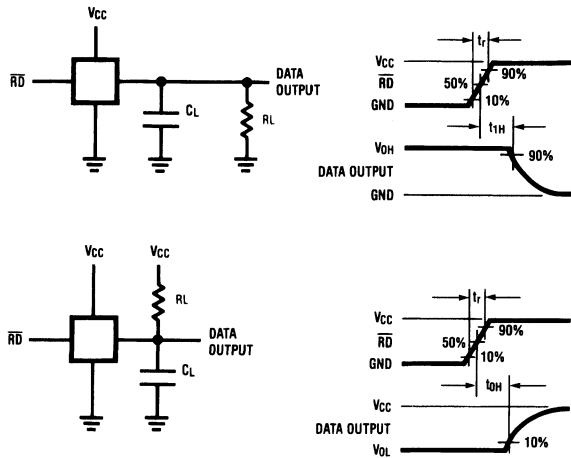 VCC
RD
DATA
OUTPUT
CL
RL
tr
VCC
RD
GND
50%
90%
10%
t1H
VOH
DATA OUTPUT
GND
90%
VCC
VCC
RL
RD
DATA
OUTPUT
CL
tr
VCC
RD
GND
50%
90%
10%
t0H
VCC
DATA OUTPUT
VOL
10%